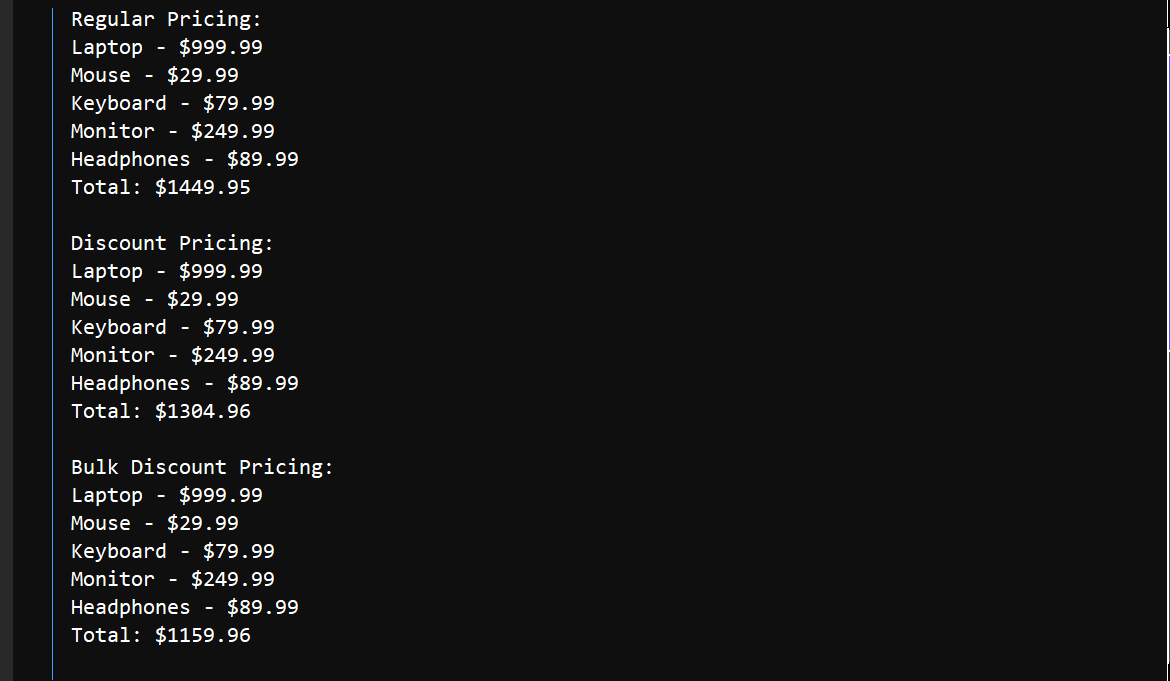 Regular Pricing:
Laptop - $999.99
Mouse - $29.99
Keyboard - $79.99
Monitor - $249.99
Headphones - $89.99
Total: $1449.95
Discount Pricing:
Laptop - $999.99
Mouse - $29.99
Keyboard - $79.99
Monitor - $249.99
Headphones - $89.99
Total: $1304.96
Bulk Discount Pricing:
Laptop - $999.99
Mouse - $29.99
Keyboard - $79.99
Monitor - $249.99
Headphones - $89.99
Total: $1159.96